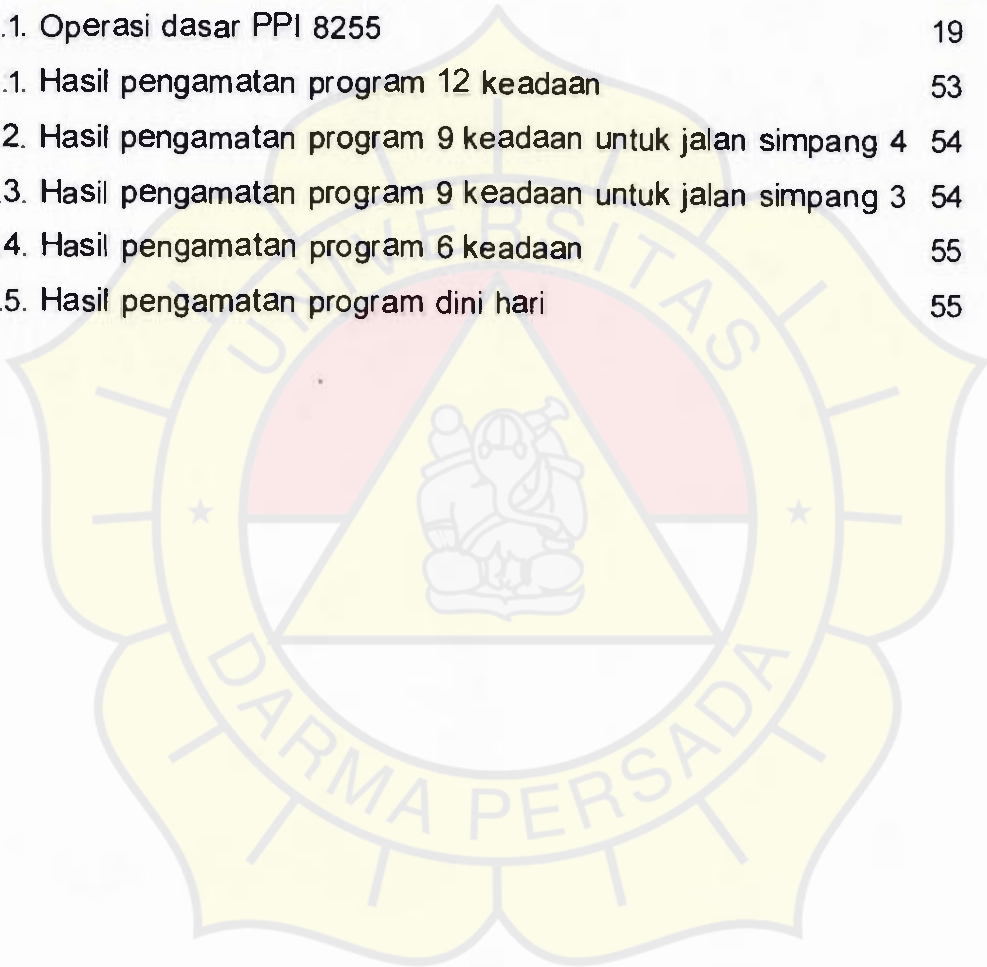 .1. Operasi dasar PPI 8255 19
.1. Hasil pengamatan program 12 keadaan 53
2. Hasil pengamatan program 9 keadaan untuk jalan simpang 4 54
.3. Hasil pengamatan program 9 keadaan untuk jalan simpang 3 54
4. Hasil pengamatan program 6 keadaan 55
.5. Hasil pengamatan program dini hari 55
UNIVERSITAS
DARMA PERSADA